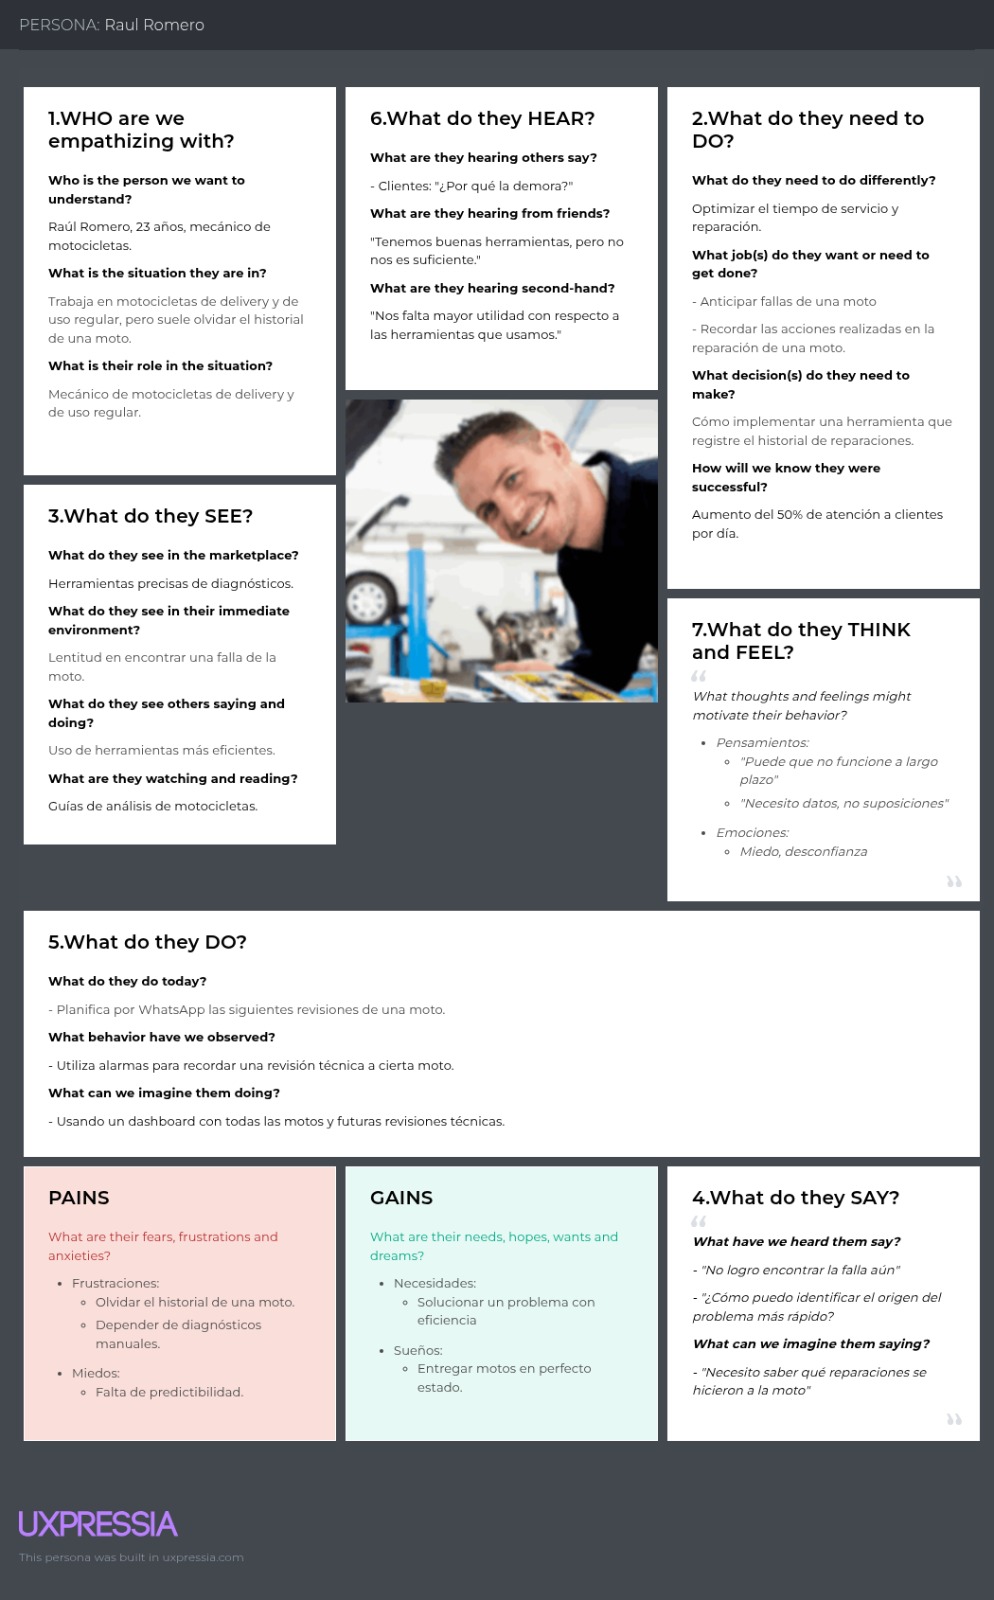 PERSONA: Raul Romero
1.WHO are we
empathizing with?
Who is the person we want to
understand?
Raúl Romero, 23 años, mecánico de
motocicletas.
What is the situation they are in?
Trabaja en motocicletas de delivery y de
uso regular, pero suele olvidar el historial
de una moto.
What is their role in the situation?
Mecánico de motocicletas de delivery y
de uso regular.
6.What do they HEAR?
What are they hearing others say?
- Clientes: "¿Por qué la demora?"
What are they hearing from friends?
"Tenemos buenas herramientas, pero no
nos es suficiente."
What are they hearing second-hand?
"Nos falta mayor utilidad con respecto a
las herramientas que usamos."
2.What do they need to
DO?
What do they need to do differently?
Optimizar el tiempo de servicio y
reparación.
What job(s) do they want or need to
get done?
- Anticipar fallas de una moto
- Recordar las acciones realizadas en la
reparación de una moto.
What decision(s) do they need to
make?
Cómo implementar una herramienta que
registre el historial de reparaciones.
How will we know they were
successful?
Aumento del 50% de atención a clientes
por día.
3.What do they SEE?
What do they see in the marketplace?
Herramientas precisas de diagnósticos.
What do they see in their immediate
environment?
Lentitud en encontrar una falla de la
moto.
What do they see others saying and
doing?
Uso de herramientas más eficientes.
What are they watching and reading?
Guías de análisis de motocicletas.
7.What do they THINK
and FEEL?
“
What thoughts and feelings might
motivate their behavior?
• Pensamientos:
◦ "Puede que no funcione a largo
plazo"
◦ "Necesito datos, no suposiciones"
• Emociones:
◦ Miedo, desconfianza
”
5.What do they DO?
What do they do today?
- Planifica por WhatsApp las siguientes revisiones de una moto.
What behavior have we observed?
- Utiliza alarmas para recordar una revisión técnica a cierta moto.
What can we imagine them doing?
- Usando un dashboard con todas las motos y futuras revisiones técnicas.
PAINS
What are their fears, frustrations and
anxieties?
• Frustraciones:
◦ Olvidar el historial de una moto.
◦ Depender de diagnósticos
manuales.
• Miedos:
◦ Falta de predictibilidad.
GAINS
What are their needs, hopes, wants and
dreams?
• Necesidades:
◦ Solucionar un problema con
eficiencia
• Sueños:
◦ Entregar motos en perfecto
estado.
4.What do they SAY?
“
What have we heard them say?
- "No logro encontrar la falla aún"
- "¿Cómo puedo identificar el origen del
problema más rápido?
What can we imagine them saying?
- "Necesito saber qué reparaciones se
hicieron a la moto"
”
UXPRESSIA
This persona was built in uxpressia.com